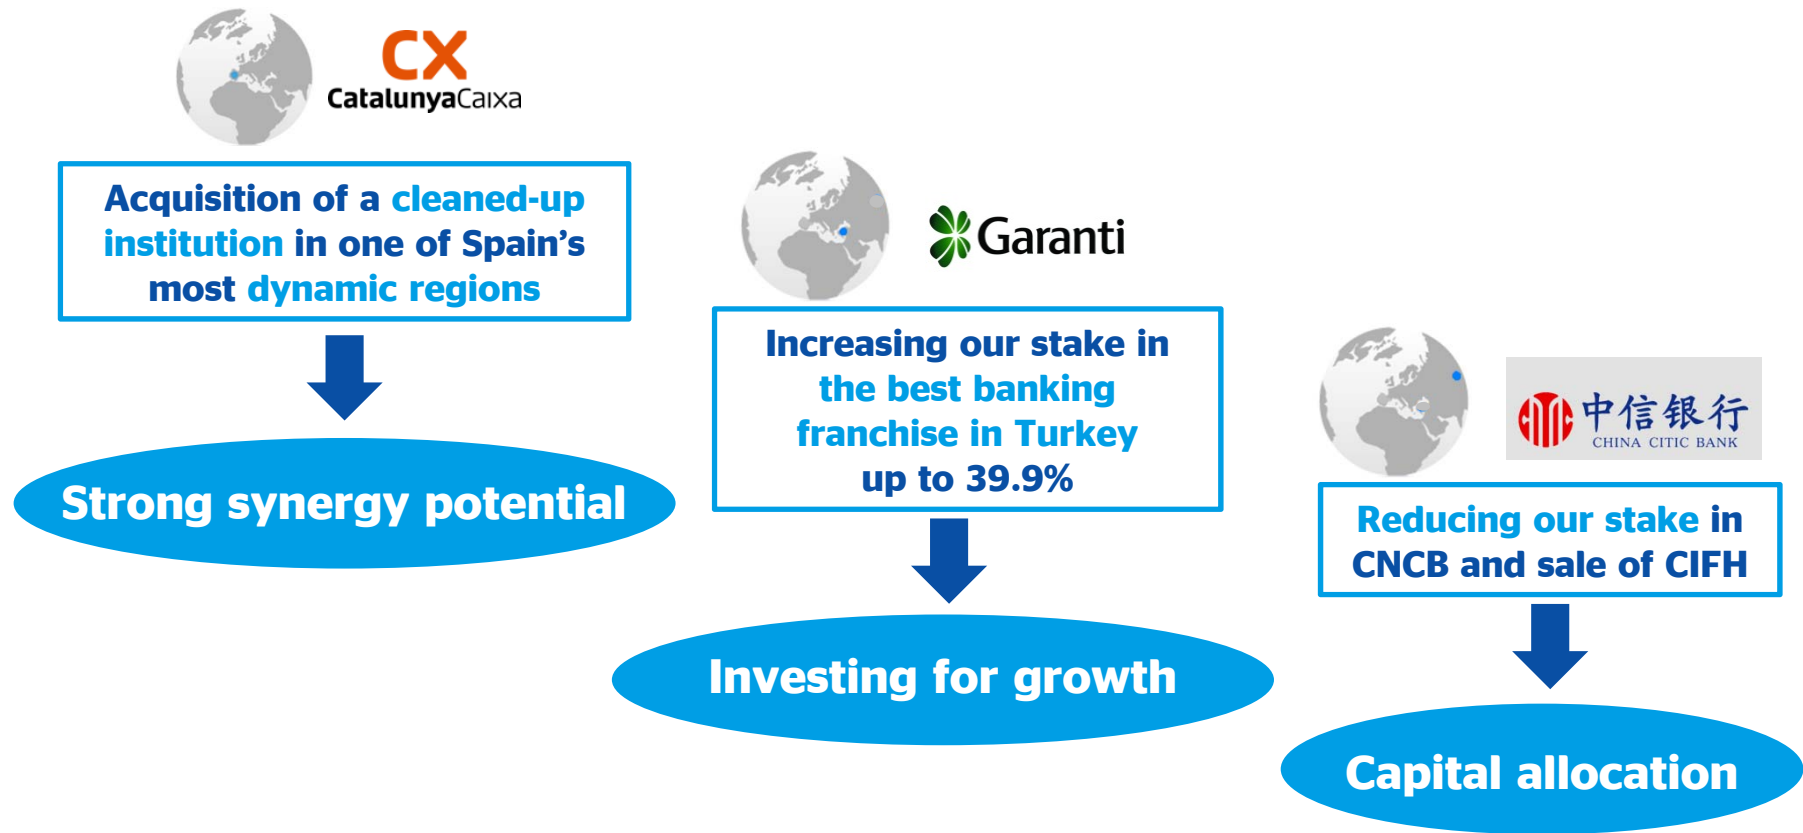 CX
CatalunyaCaixa
Acquisition of a cleaned-up
institution in one of Spain’s
most dynamic regions
Strong synergy potential
Garanti
Increasing our stake in
the best banking
franchise in Turkey
up to 39.9%
Investing for growth
中信银行
CHINA CITIC BANK
Reducing our stake in
CNCB and sale of CIFH
Capital allocation